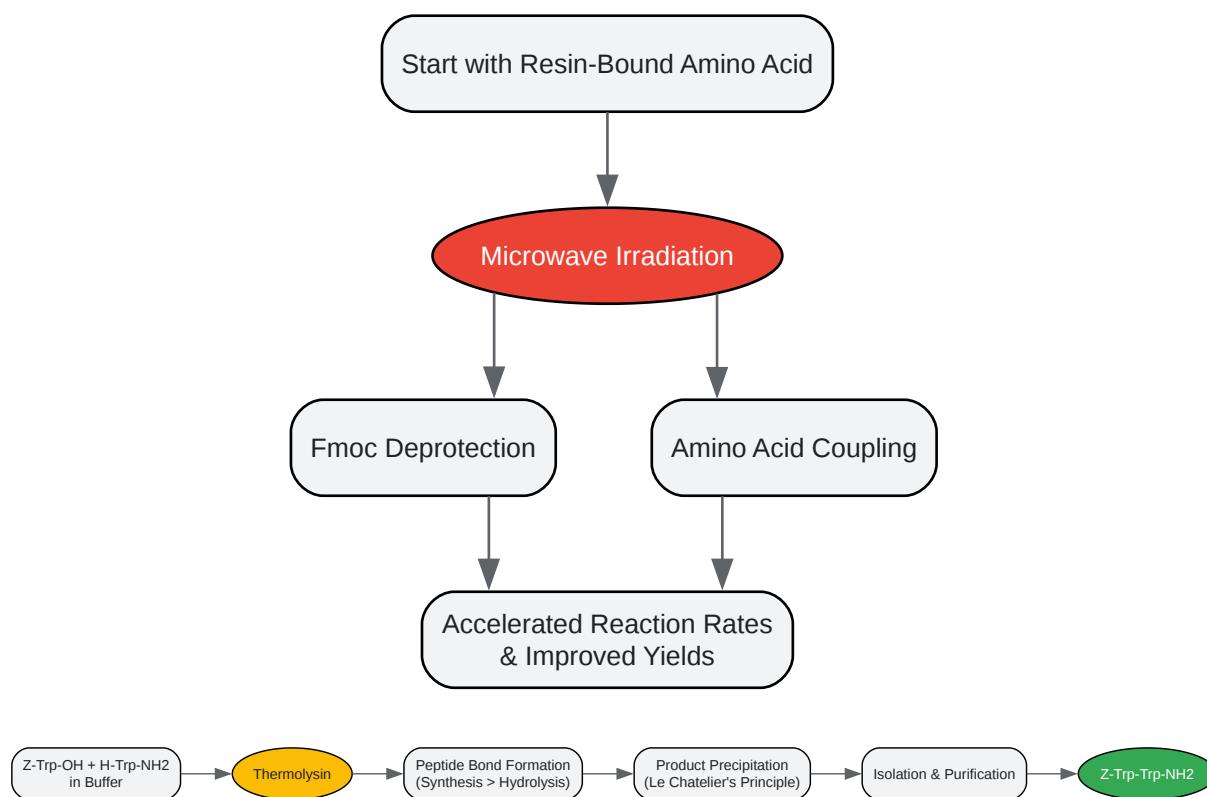 Start with Resin-Bound Amino Acid
Microwave Irradiation
Fmoc Deprotection
Amino Acid Coupling
Accelerated Reaction Rates
& Improved Yields
Z-Trp-OH + H-Trp-NH2
in Buffer
Thermolysin
Peptide Bond Formation
(Synthesis > Hydrolysis)
Product Precipitation
(Le Chatelier's Principle)
Isolation & Purification
Z-Trp-Trp-NH2